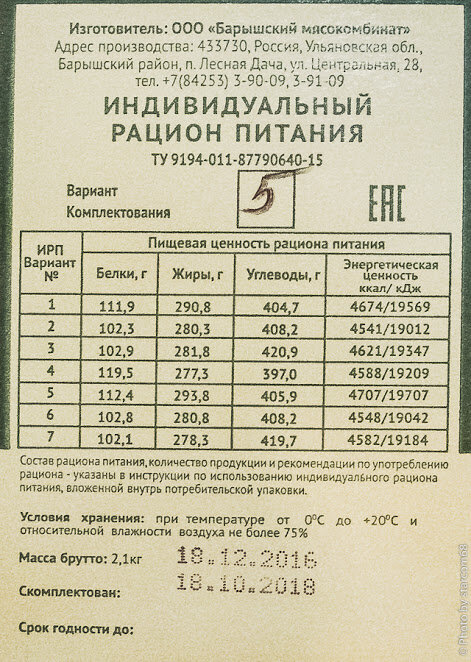 Изготовитель: ООО «Барышский мясокомбинат»
Адрес производства: 433730, Россия, Ульяновская обл.,
Барышский район, п. Лесная Дача, ул. Центральная, 28,
тел. +7(84253) 3-90-09, 3-91-09
ИНДИВИДУАЛЬНЫЙ
РАЦИОН ПИТАНИЯ
ТУ 9194-011-87790640-15
Вариант
Комплектования 5 EAC
ИРП Вариант № Пищевая ценность рациона питания
Белки, г Жиры, г Углеводы, г Энергетическая ценность ккал/ кДж
1 111,9 290,8 404,7 4674/19569
2 102,3 280,3 408,2 4541/19012
3 102,9 281,8 420,9 4621/19347
4 119,5 277,3 397,0 4588/19209
5 112,4 293,8 405,9 4707/19707
6 102,8 280,8 408,2 4548/19042
7 102,1 278,3 419,7 4582/19184
Состав рациона питания, количество продукции и рекомендации по употреблению
рациона - указаны в инструкции по использованию индивидуального рациона
питания, вложенной внутрь потребительской упаковки.
Условия хранения: при температуре от 0°С до +20°С и
относительной влажности воздуха не более 75%
Масса брутто: 2,1кг 18.12.2016
Скомплектован: 18.10.2018
Срок годности до:
© Photo by starcom68